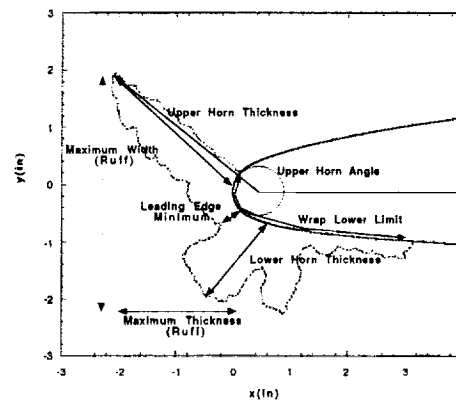 3
2
Upper Horn Thickness
1
Maximum Width
(Ruff)
Upper Horn Angle
y(in)
0
Leading Edge
Minimum
Wrap Lower Limit
-1
Lower Horn Thickness
-2
Maximum Thickness
(Ruff)
-3
-3 -2 -1 0 1 2 3
x(in)